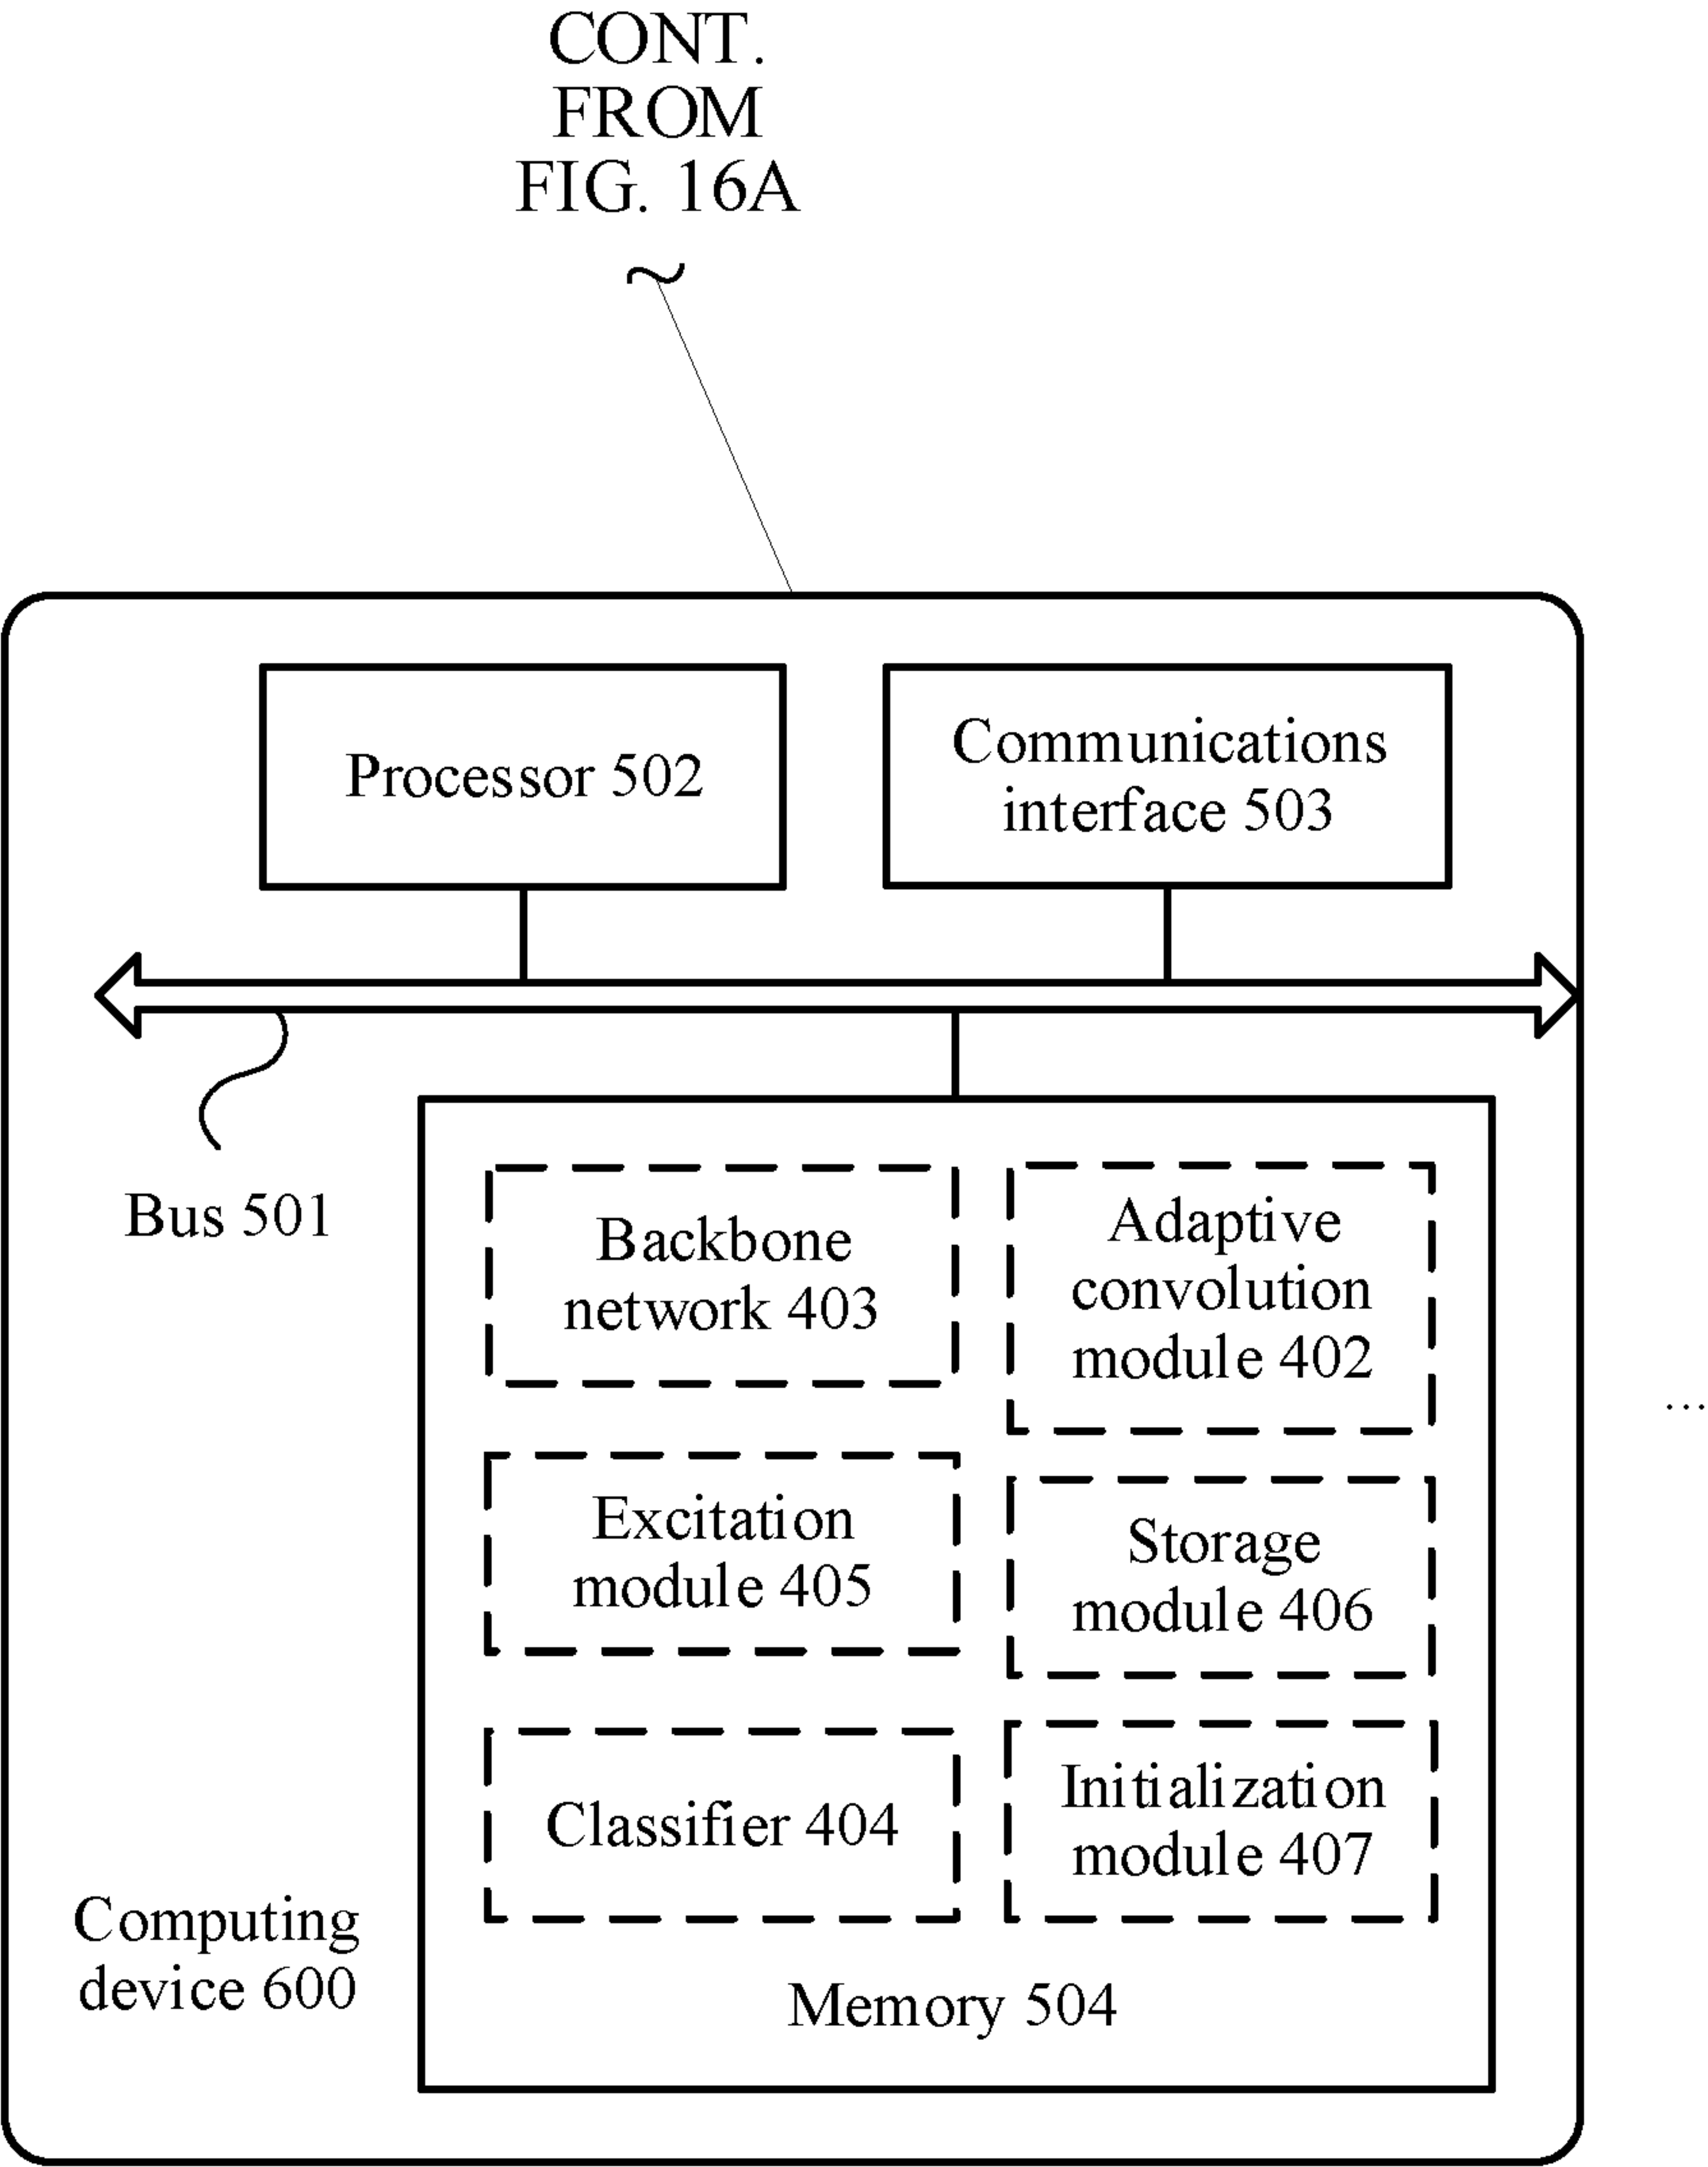 CONT.
FROM
FIG. 16A
Processor 502
Communications
interface 503
Bus 501
Backbone
network 403
Adaptive
convolution
module 402
...
Excitation
module 405
Storage
module 406
Classifier 404
Initialization
module 407
Computing
device 600
Memory 504